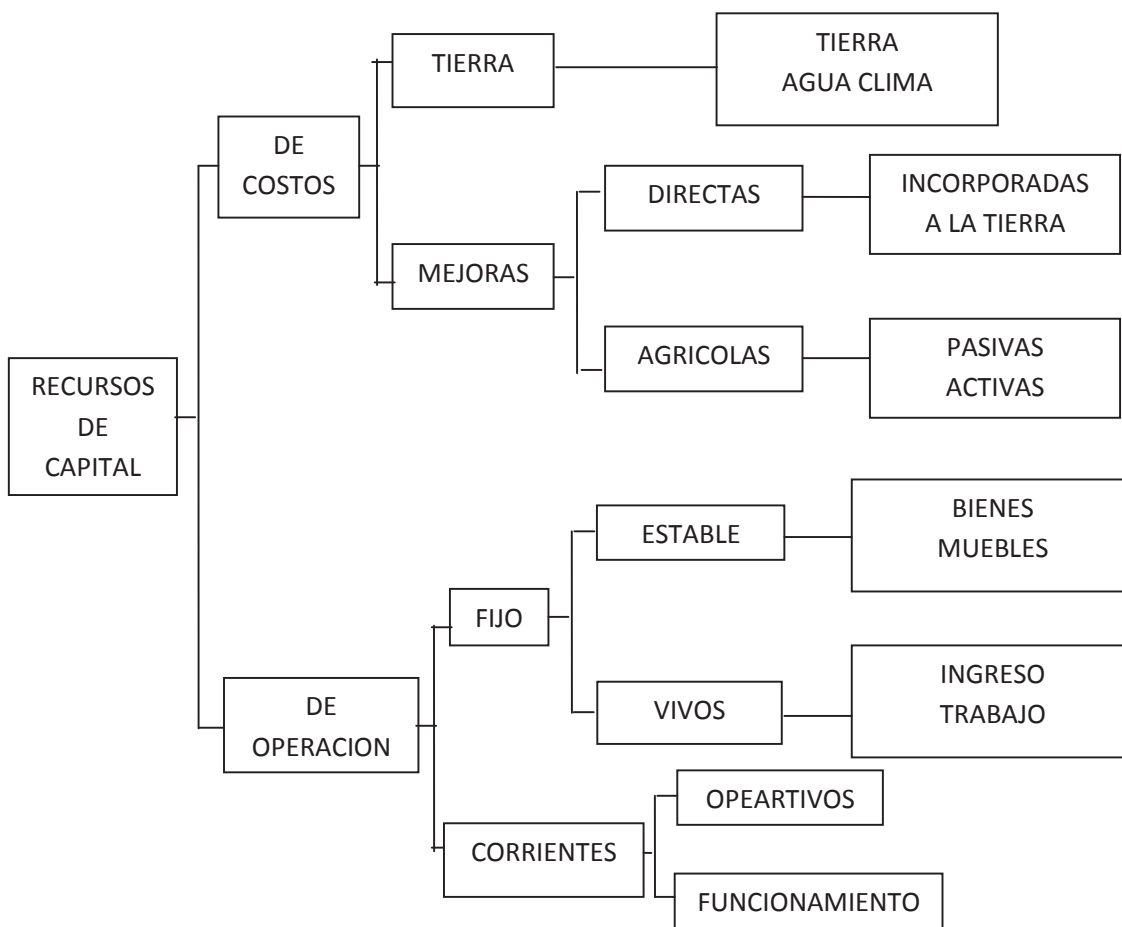 RECURSOS
DE
CAPITAL
DE
COSTOS
TIERRA
TIERRA
AGUA CLIMA
MEJORAS
DIRECTAS
INCORPORADAS
A LA TIERRA
AGRICOLAS
PASIVAS
ACTIVAS
DE
OPERACION
FIJO
ESTABLE
BIENES
MUEBLES
VIVOS
INGRESO
TRABAJO
CORRIENTES
OPEARTIVOS
FUNCIONAMIENTO